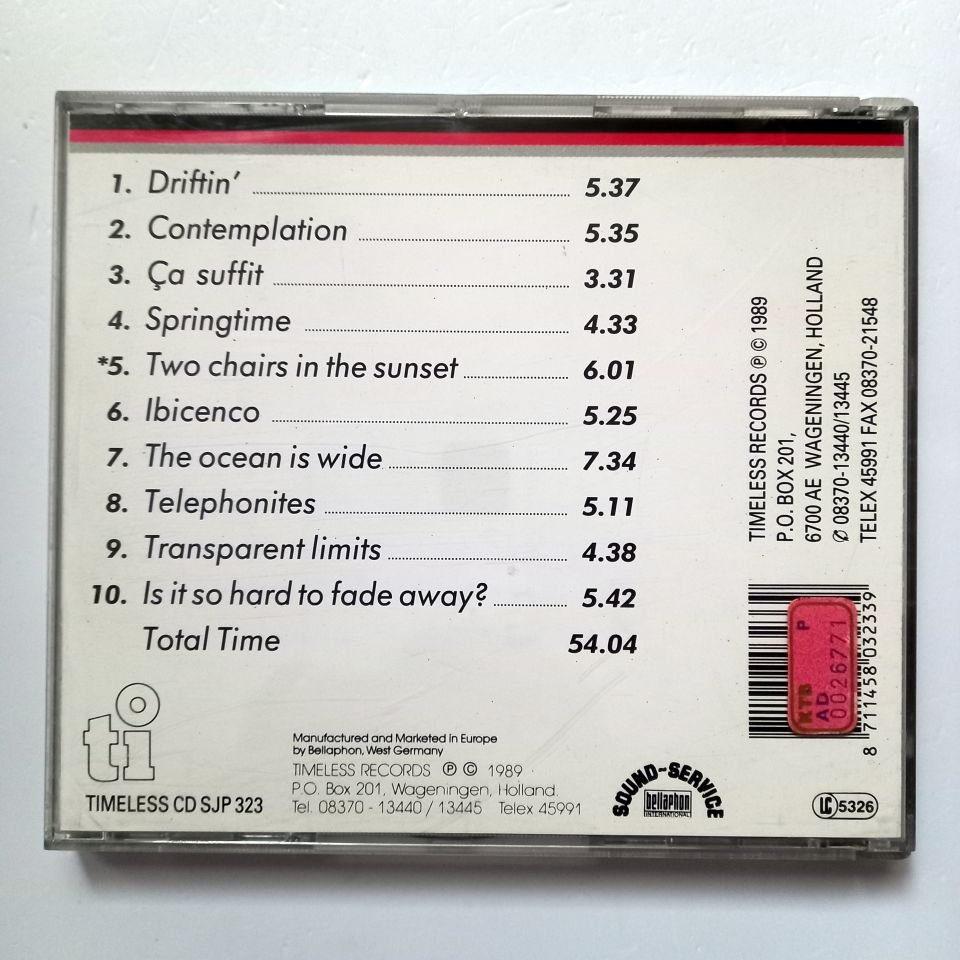 1. Driftin' 5.37
2. Contemplation 5.35
3. Ça suffit 3.31
4. Springtime 4.33
*5. Two chairs in the sunset 6.01
6. Ibicenco 5.25
7. The ocean is wide 7.34
8. Telephonites 5.11
9. Transparent limits 4.38
10. Is it so hard to fade away? 5.42
Total Time 54.04
ti
TIMELESS CD SJP 323
Manufactured and Marketed in Europe
by Bellaphon, West Germany
TIMELESS RECORDS ℗ © 1989
P.O. Box 201, Wageningen, Holland.
Tel. 08370 - 13440 / 13445 Telex 45991
SOUND-SERVICE
bellaphon
INTERNATIONAL
LC 5326
TIMELESS RECORDS ℗ © 1989
P.O. BOX 201,
6700 AE WAGENINGEN, HOLLAND
Ø 08370-13440/13445
TELEX 45991 FAX 08370-21548
8 711458 032339
KTB P
AD
0026771